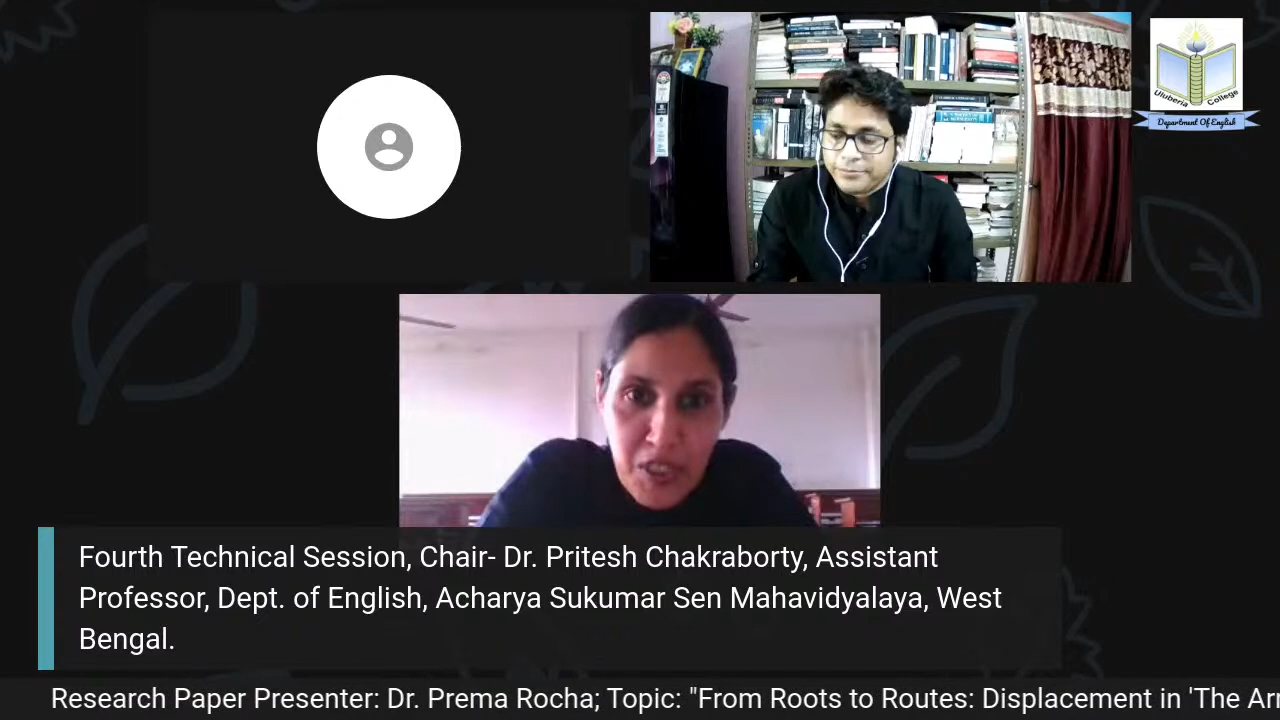 Uluberia College
Department Of English
Fourth Technical Session, Chair- Dr. Pritesh Chakraborty, Assistant
Professor, Dept. of English, Acharya Sukumar Sen Mahavidyalaya, West
Bengal.
Research Paper Presenter: Dr. Prema Rocha; Topic: "From Roots to Routes: Displacement in 'The